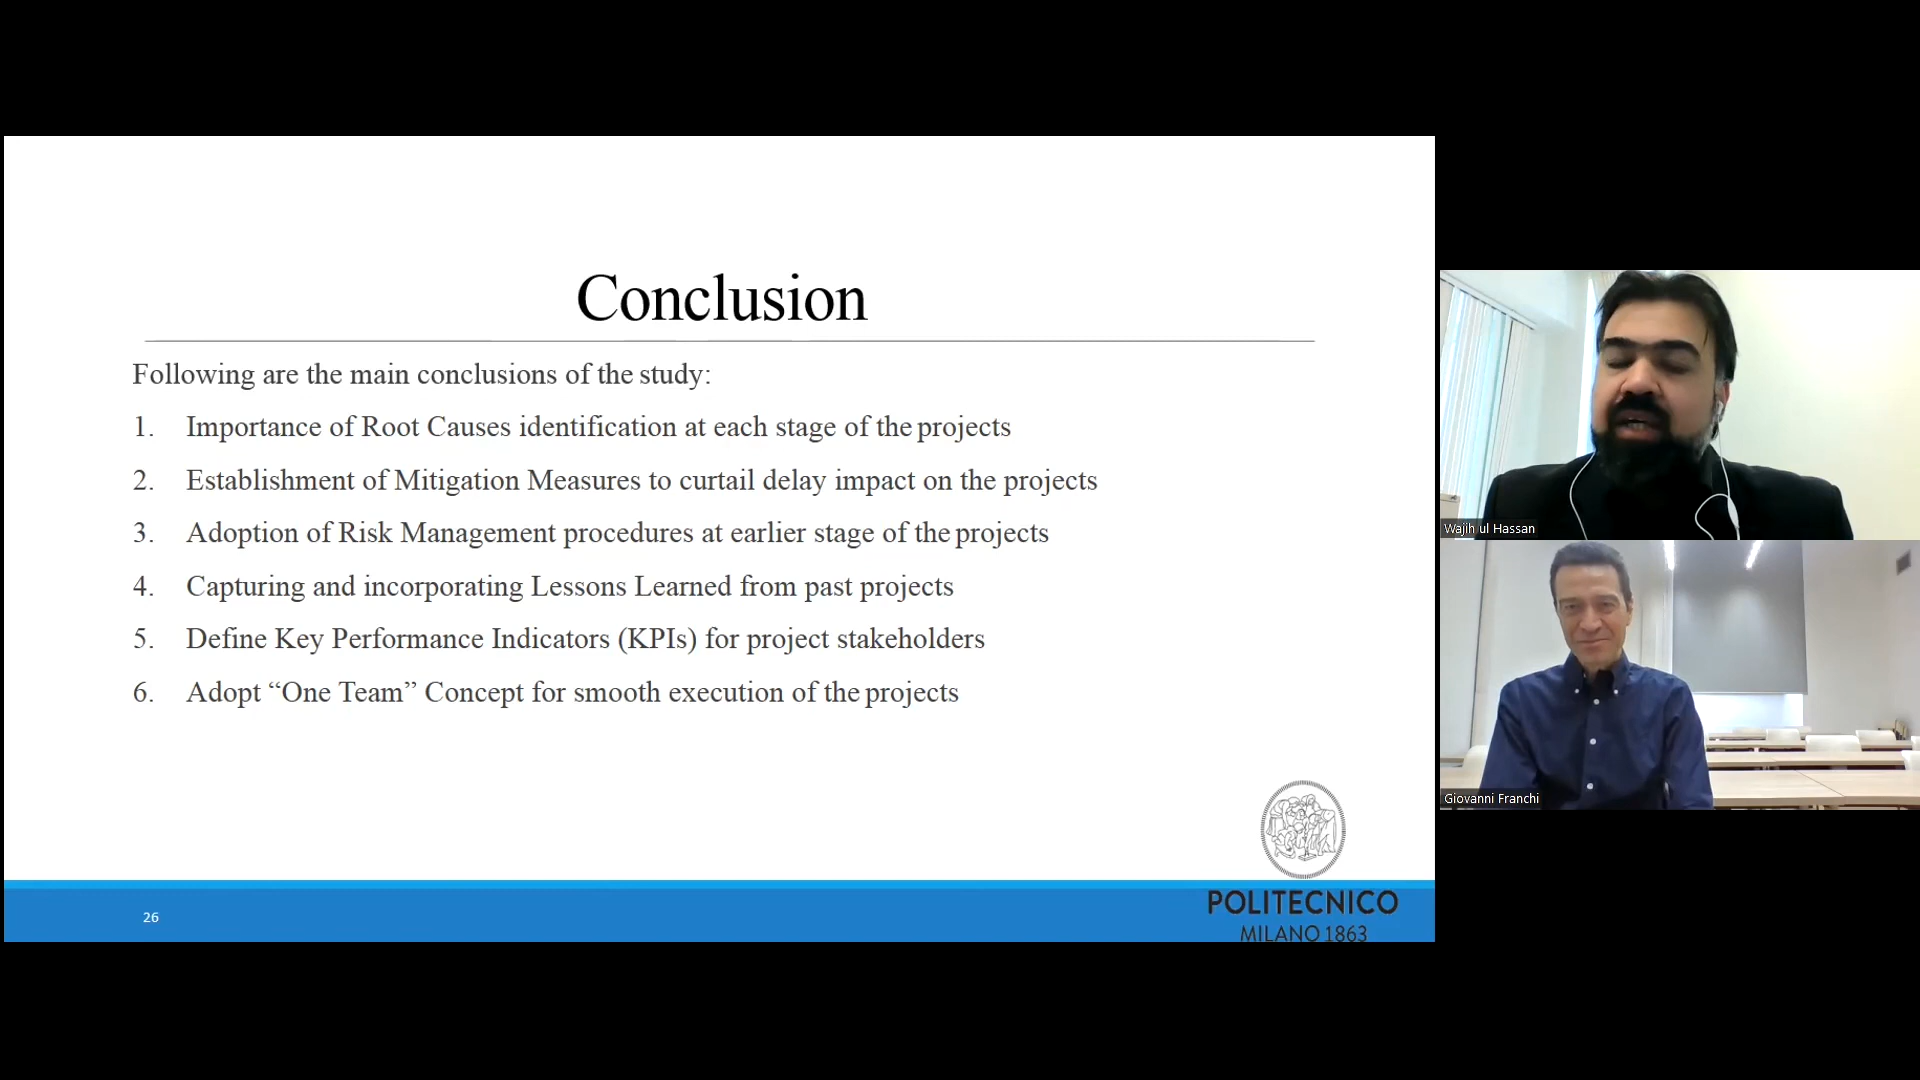 Conclusion
Following are the main conclusions of the study:
1. Importance of Root Causes identification at each stage of the projects
2. Establishment of Mitigation Measures to curtail delay impact on the projects
3. Adoption of Risk Management procedures at earlier stage of the projects
4. Capturing and incorporating Lessons Learned from past projects
5. Define Key Performance Indicators (KPIs) for project stakeholders
6. Adopt “One Team” Concept for smooth execution of the projects
26
POLITECNICO
MILANO 1863
Wajih ul Hassan
Giovanni Franchi